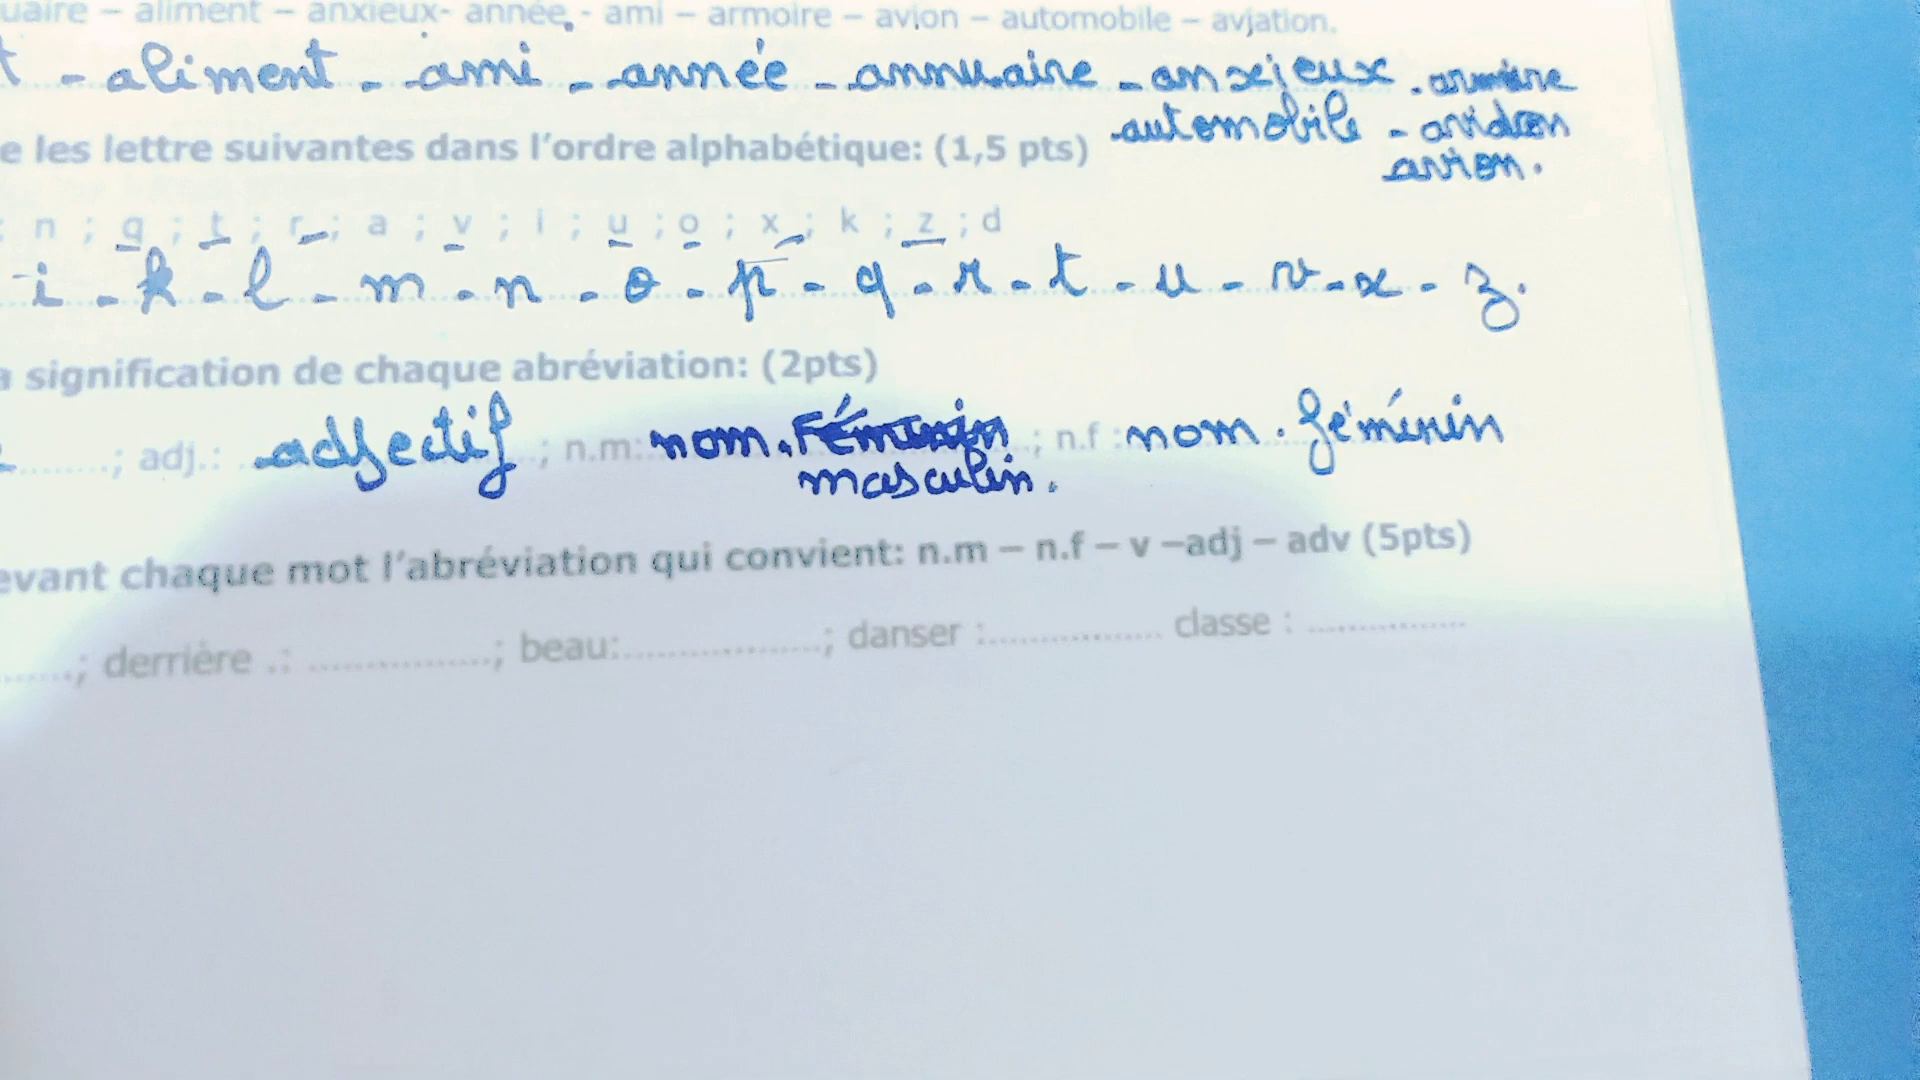 uaire – aliment – anxieux- année - ami – armoire – avion – automobile – aviation.
t - aliment - ami - année - annuaire - anxieux - armoire
automobile -
avion.
e les lettre suivantes dans l'ordre alphabétique: (1,5 pts)
; n ; q ; t ; r ; a ; v ; i ; u ; o ; x ; k ; z ; d
- i - k - l - m - n - o - p - q - r - t - u - v - x - z.
a signification de chaque abréviation: (2pts)
..........; adj.: adjectif ...; n.m: nom. masculin. ...; n.f : nom. féminin
evant chaque mot l'abréviation qui convient: n.m – n.f – v –adj – adv (5pts)
.......; derrière .: ..................; beau:....................; danser :.................. classe : ................